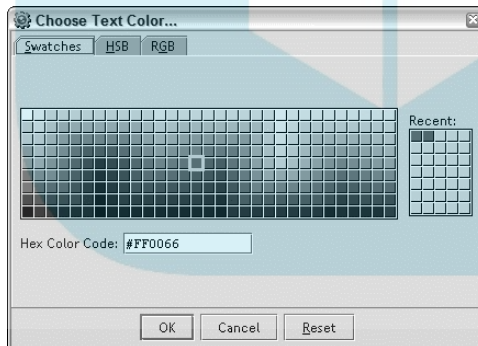 Choose Text Color...
Swatches HSB RGB
Recent:
Hex Color Code: #FF0066
OK Cancel Reset